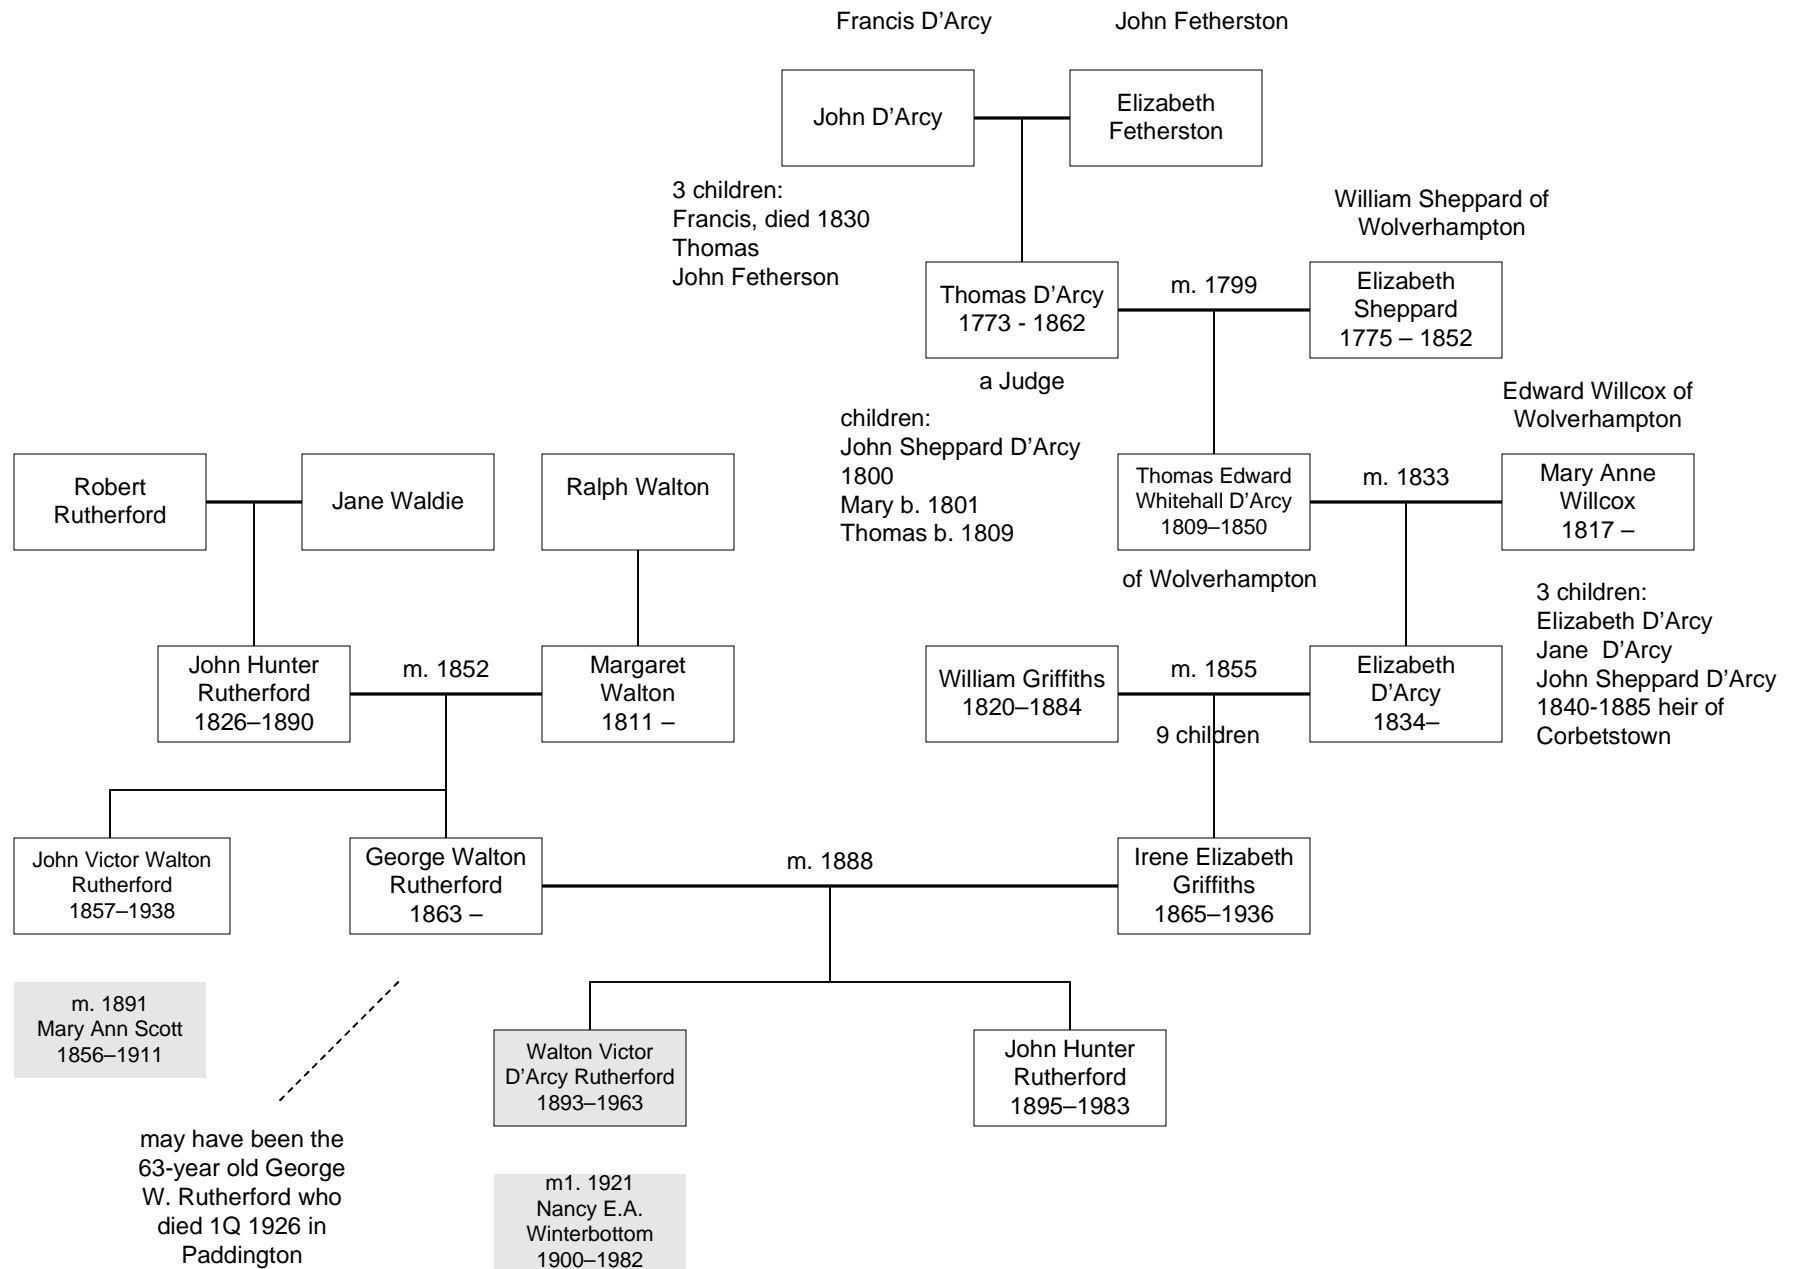 Francis D’Arcy
John Fetherston
John D’Arcy
Elizabeth
Fetherston
3 children:
Francis, died 1830
Thomas
John Fetherson
William Sheppard of
Wolverhampton
Thomas D’Arcy
1773 - 1862
m. 1799
Elizabeth
Sheppard
1775 – 1852
a Judge
children:
John Sheppard D’Arcy
1800
Mary b. 1801
Thomas b. 1809
Edward Willcox of
Wolverhampton
Robert
Rutherford
Jane Waldie
Ralph Walton
Thomas Edward
Whitehall D’Arcy
1809–1850
m. 1833
Mary Anne
Willcox
1817 –
of Wolverhampton
3 children:
Elizabeth D’Arcy
Jane  D’Arcy
John Sheppard D’Arcy
1840-1885 heir of
Corbetstown
John Hunter
Rutherford
1826–1890
m. 1852
Margaret
Walton
1811 –
William Griffiths
1820–1884
m. 1855
9 children
Elizabeth
D’Arcy
1834–
John Victor Walton
Rutherford
1857–1938
George Walton
Rutherford
1863 –
m. 1888
Irene Elizabeth
Griffiths
1865–1936
m. 1891
Mary Ann Scott
1856–1911
Walton Victor
D’Arcy Rutherford
1893–1963
John Hunter
Rutherford
1895–1983
may have been the
63-year old George
W. Rutherford who
died 1Q 1926 in
Paddington
m1. 1921
Nancy E.A.
Winterbottom
1900–1982